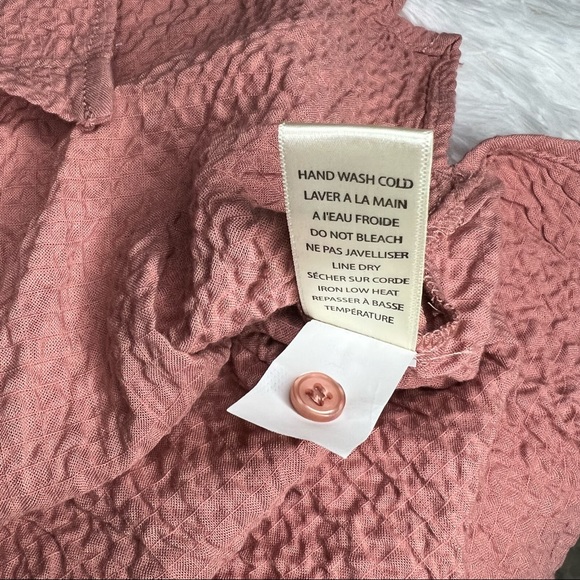 HAND WASH COLD
LAVER A LA MAIN
A l'EAU FROIDE
DO NOT BLEACH
NE PAS JAVELLISER
LINE DRY
SÉCHER SUR CORDE
IRON LOW HEAT
REPASSER À BASSE
TEMPÉRATURE